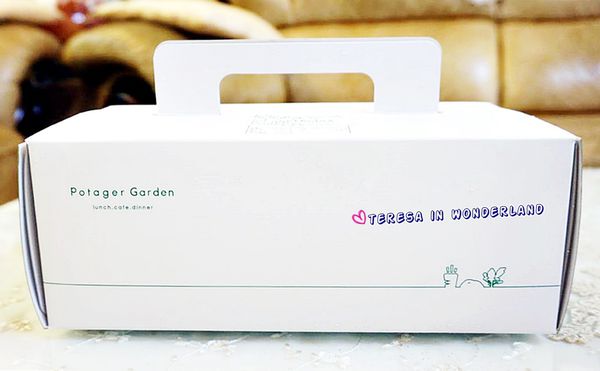 Potager Garden
lunch.cafe.dinner
TERESA IN WONDERLAND